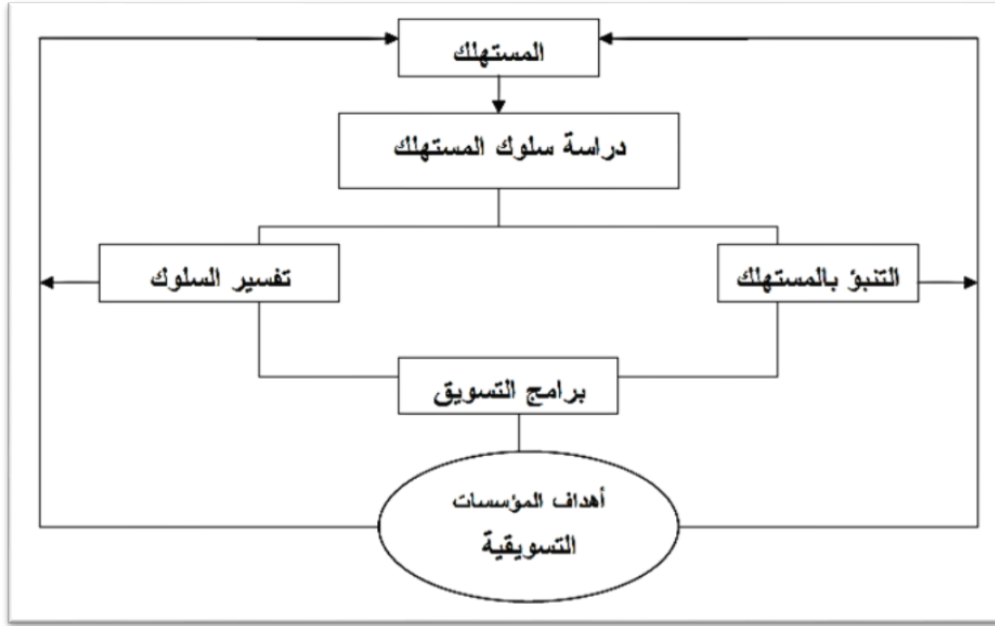 المستهلك
دراسة سلوك المستهلك
تفسير السلوك
التنبؤ بالمستهلك
برامج التسويق
أهداف المؤسسات
التسويقية